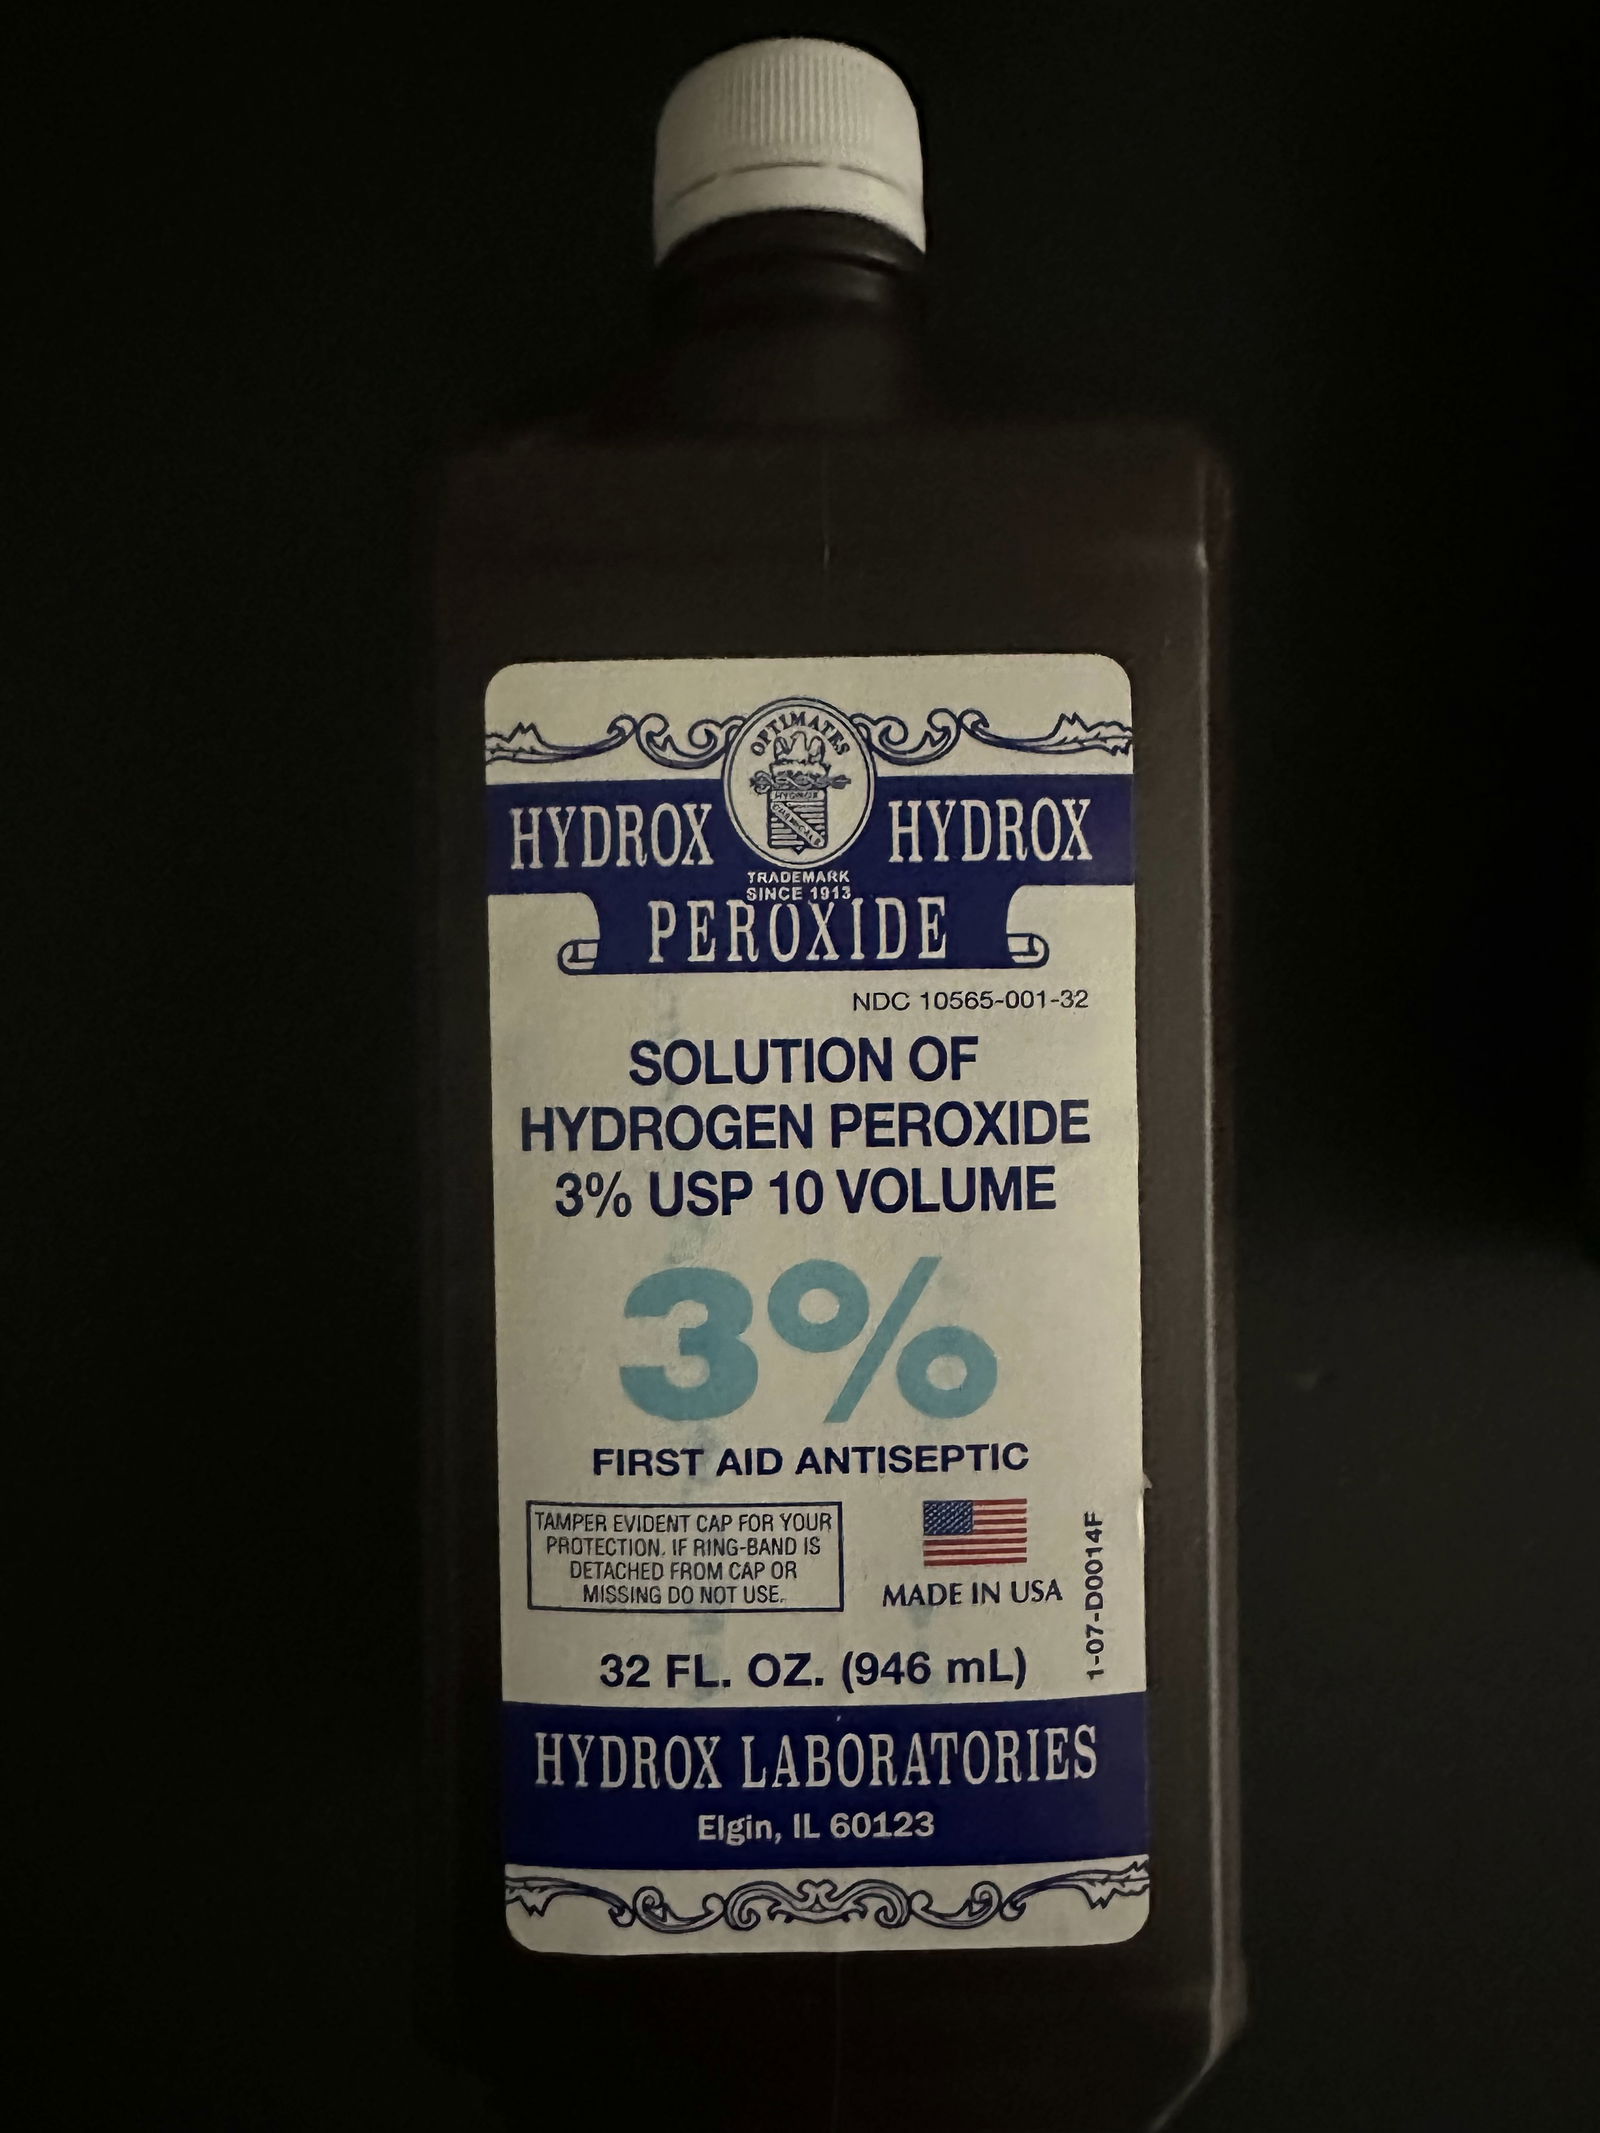 OPTIMATES
HYDROX
HYDROX HYDROX
TRADEMARK
SINCE 1913
PEROXIDE
NDC 10565-001-32
SOLUTION OF
HYDROGEN PEROXIDE
3% USP 10 VOLUME
3%
FIRST AID ANTISEPTIC
TAMPER EVIDENT CAP FOR YOUR
PROTECTION. IF RING-BAND IS
DETACHED FROM CAP OR
MISSING DO NOT USE.
MADE IN USA
1-07-D0014F
32 FL. OZ. (946 mL)
HYDROX LABORATORIES
Elgin, IL 60123